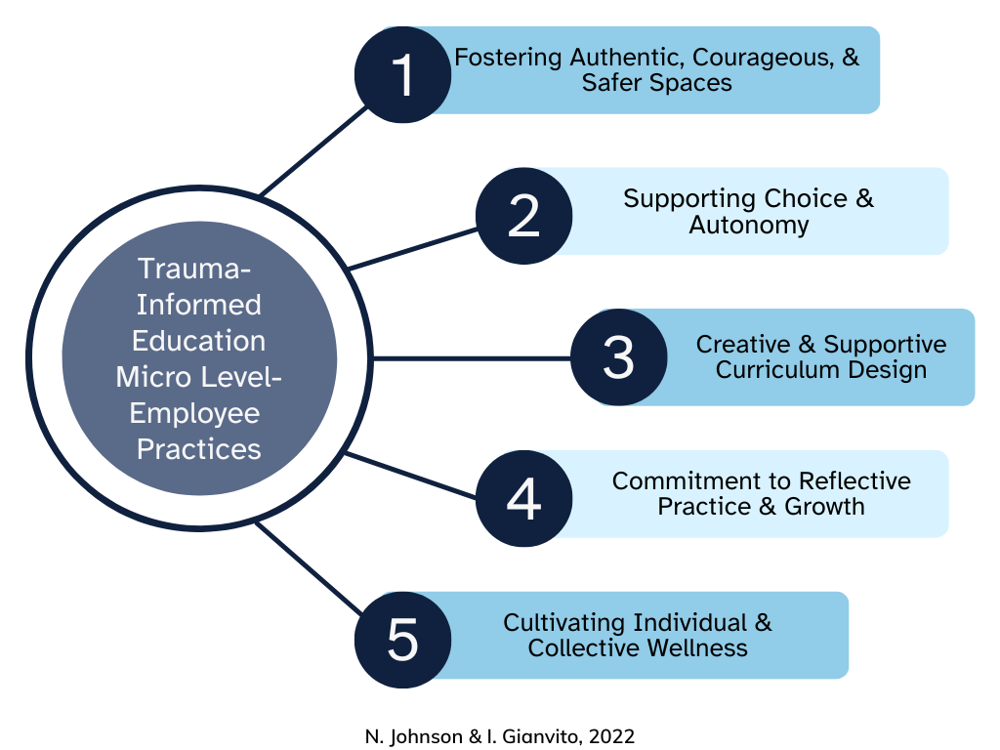 Trauma-
Informed
Education
Micro Level-
Employee
Practices
1
Fostering Authentic, Courageous, &
Safer Spaces
2
Supporting Choice &
Autonomy
3
Creative & Supportive
Curriculum Design
4
Commitment to Reflective
Practice & Growth
5
Cultivating Individual &
Collective Wellness
N. Johnson & I. Gianvito, 2022